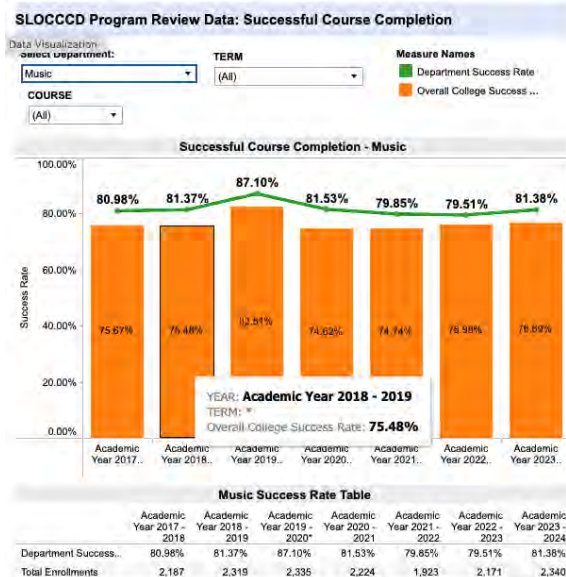 SLOCCCD Program Review Data: Successful Course Completion
Data Visualization
Select Department:
TERM
Measure Names
Music
(All)
Department Success Rate
Overall College Success ...
COURSE
(All)
Successful Course Completion - Music
100.00%
87.10%
80.98% 81.37% 81.53% 79.85% 79.51% 81.38%
80.00%
60.00%
Success Rate
40.00%
75.67% 75.48% 82.51% 74.62% 74.74%
20.00%
YEAR: Academic Year 2018 - 2019
TERM: *
Overall College Success Rate: 75.48%
0.00%
Academic Academic Academic Academic Academic Academic Academic
Year 2017.. Year 2018.. Year 2019.. Year 2020.. Year 2021.. Year 2022.. Year 2023..
Music Success Rate Table
Academic Academic Academic Academic Academic Academic Academic
Year 2017 - Year 2018 - Year 2019 - Year 2020 - Year 2021 - Year 2022 - Year 2023 -
2018 2019 2020* 2021 2022 2023 2024
Department Success... 80.98% 81.37% 87.10% 81.53% 79.85% 79.51% 81.38%
Total Enrollments 2,187 2,319 2,335 2,224 1,923 2,171 2,340